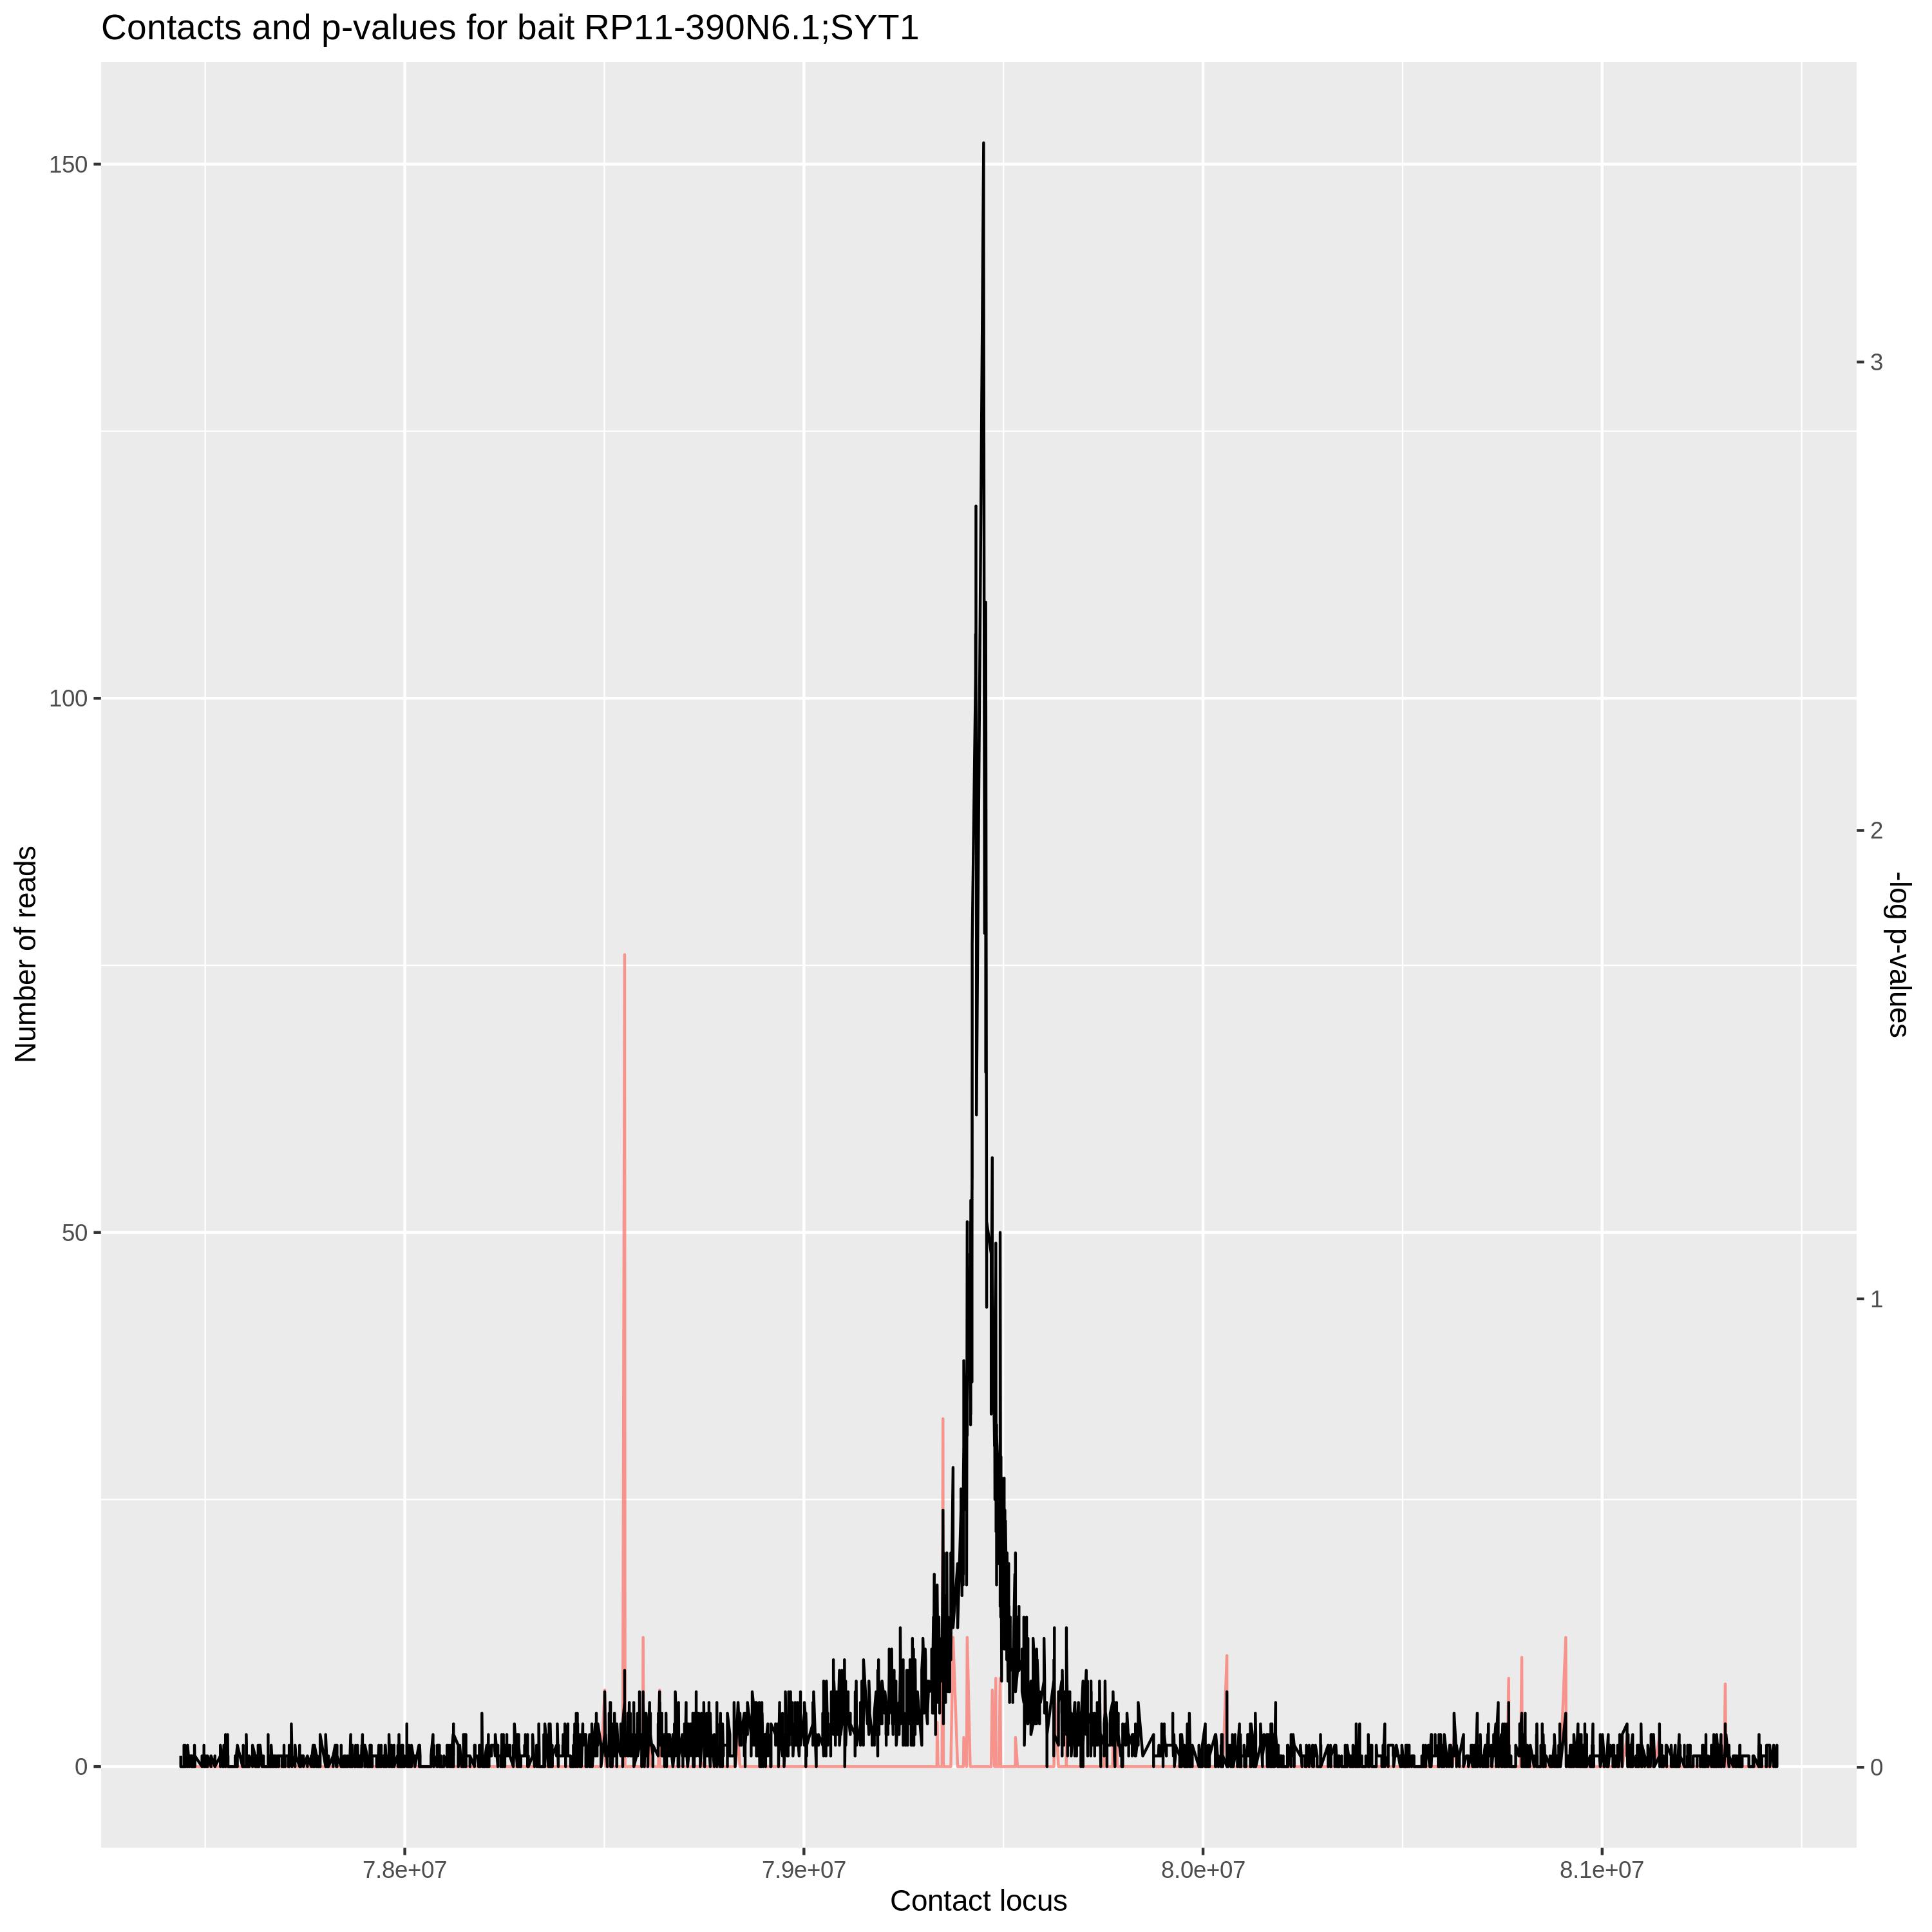 Contacts and p-values for bait RP11-390N6.1;SYT1
150
100
50
0
Number of reads
3
2
1
0
-log p-values
7.8e+07
7.9e+07
8.0e+07
8.1e+07
Contact locus